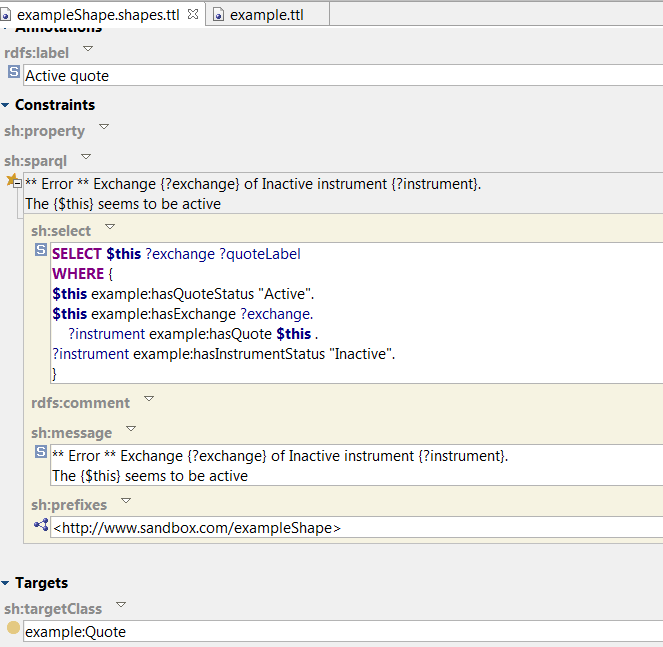 exampleShape.shapes.ttl example.ttl
Annotations
rdfs:label
S Active quote
Constraints
sh:property
sh:sparql
** Error ** Exchange {?exchange} of Inactive instrument {?instrument}.
The {$this} seems to be active
sh:select
S SELECT $this ?exchange ?quoteLabel
WHERE {
$this example:hasQuoteStatus "Active".
$this example:hasExchange ?exchange.
?instrument example:hasQuote $this .
?instrument example:hasInstrumentStatus "Inactive".
}
rdfs:comment
sh:message
S ** Error ** Exchange {?exchange} of Inactive instrument {?instrument}.
The {$this} seems to be active
sh:prefixes
<http://www.sandbox.com/exampleShape>
Targets
sh:targetClass
example:Quote